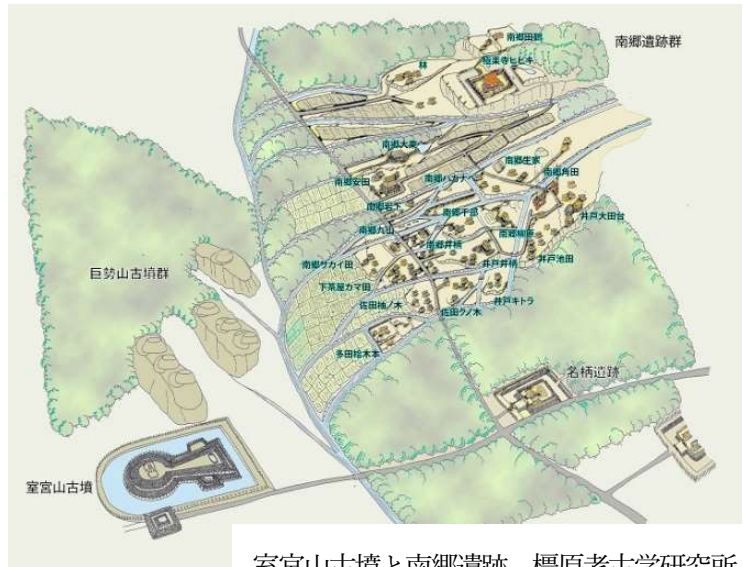 南郷田鶴
南郷遺跡群
林
極楽寺ヒビキ
南郷大東
南郷生家
南郷安田
南郷ハカナベ
南郷角田
南郷岩下
南郷千部
井戸大田台
南郷九山
南郷柳原
南郷井柄
井戸池田
南郷サカイ田
井戸井柄
巨勢山古墳群
下茶屋カマ田
佐田柚ノ木
井戸キトラ
佐田クノ木
多田桧木本
名柄遺跡
室宮山古墳
室宮山古墳と南郷遺跡　橿原考古学研究所